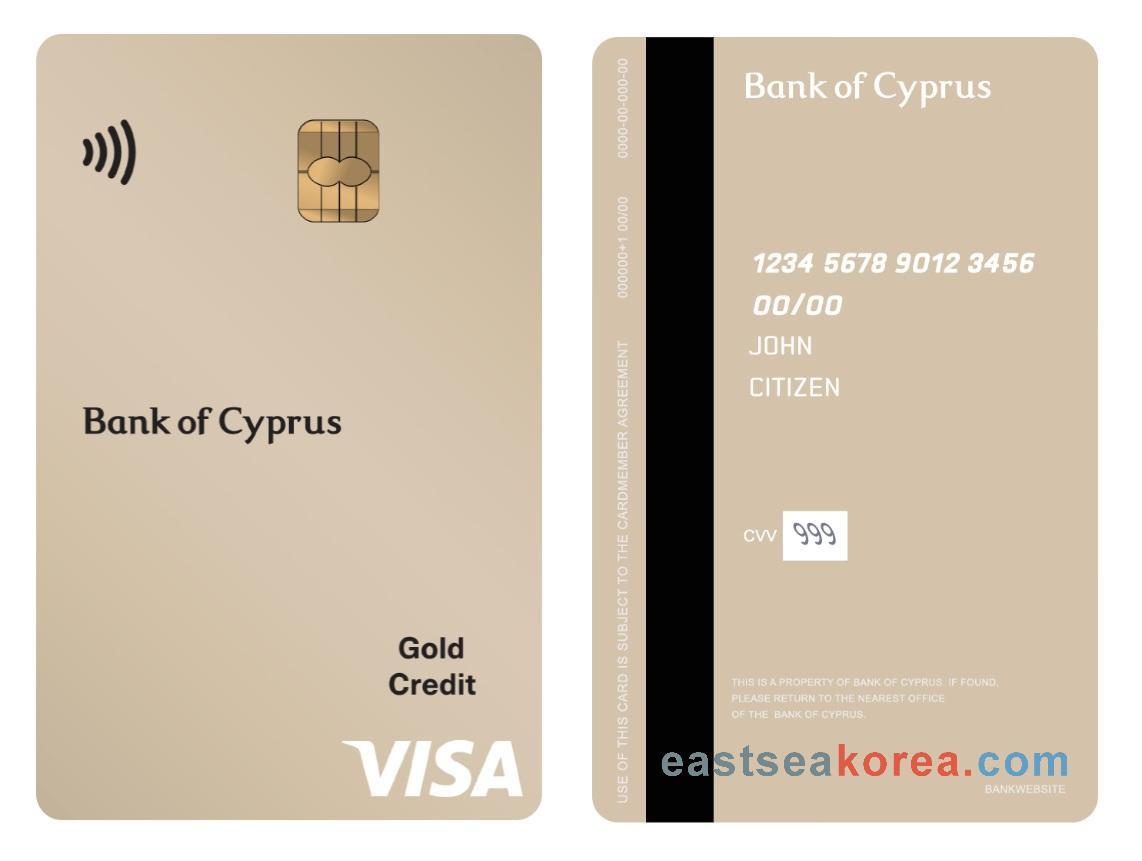 Bank of Cyprus
Gold
Credit
VISA
Bank of Cyprus
1234 5678 9012 3456
00/00
JOHN
CITIZEN
CVV 999
THIS IS A PROPERTY OF BANK OF CYPRUS. IF FOUND,
PLEASE RETURN TO THE NEAREST OFFICE
OF THE BANK OF CYPRUS.
eastseakorea.com
BANKWEBSITE
USE OF THIS CARD IS SUBJECT TO THE CARDMEMBER AGREEMENT 000000+1 00/00 0000-00-000-00